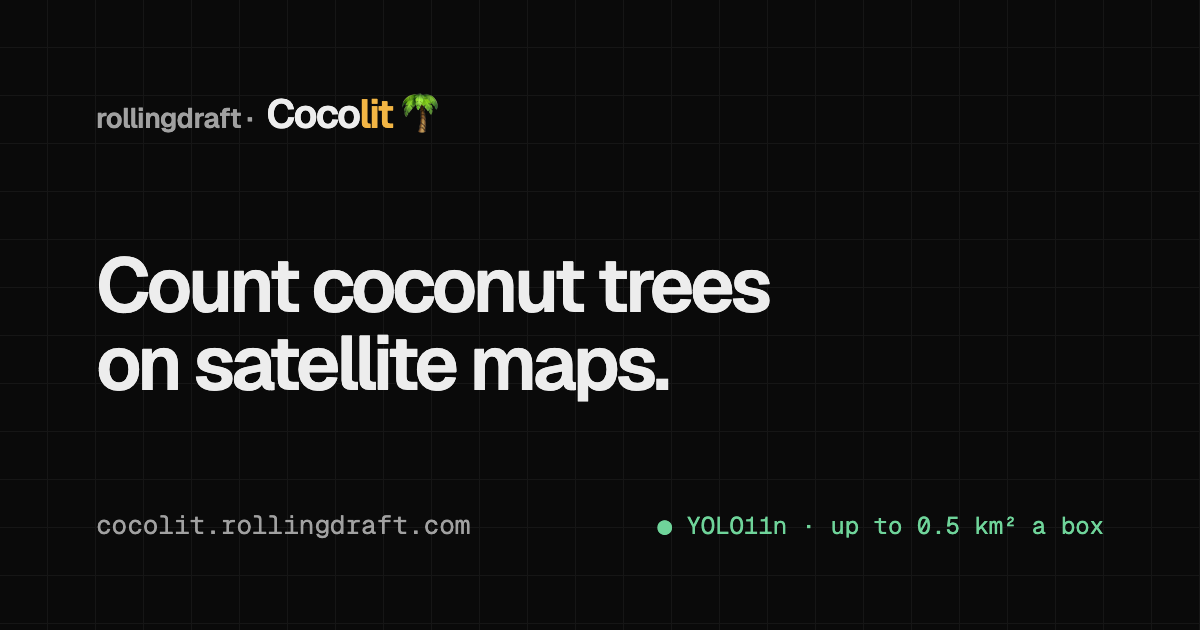 rollingdraft · Cocolit 🌴
Count coconut trees
on satellite maps.
cocolit.rollingdraft.com
● YOLO11n · up to 0.5 km² a box